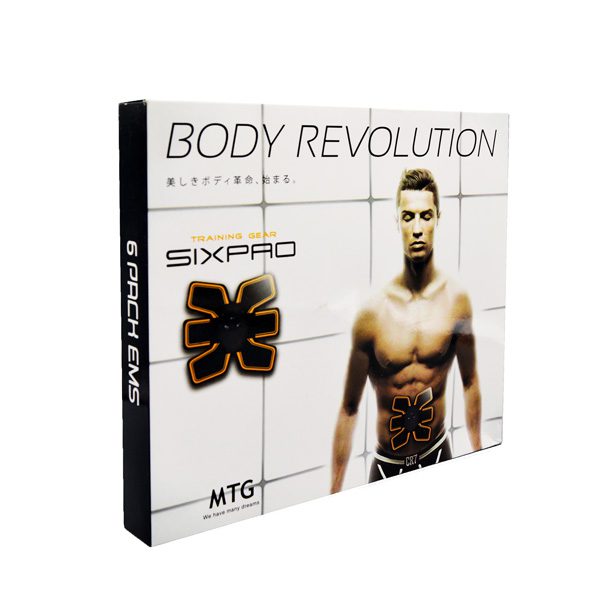 BODY REVOLUTION
美しきボディ革命、始まる。
TRAINING GEAR
SIXPAD
6 PACK EMS
CR7
MTG
We have many dreams